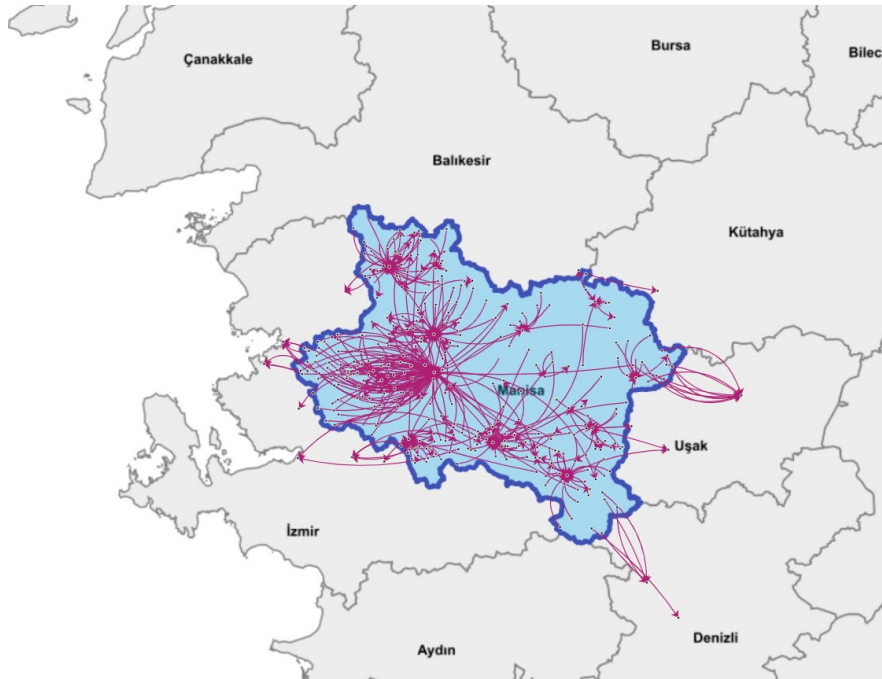 Bursa
Bilec
Çanakkale
Balıkesir
Kütahya
Manisa
Uşak
İzmir
Denizli
Aydın